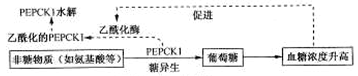 PEPCK1水解
乙酰化酶
促进
乙酰化的PEPCK1
非糖物质（如氨基酸等）
PEPCK1
糖异生
葡萄糖
血糖浓度升高